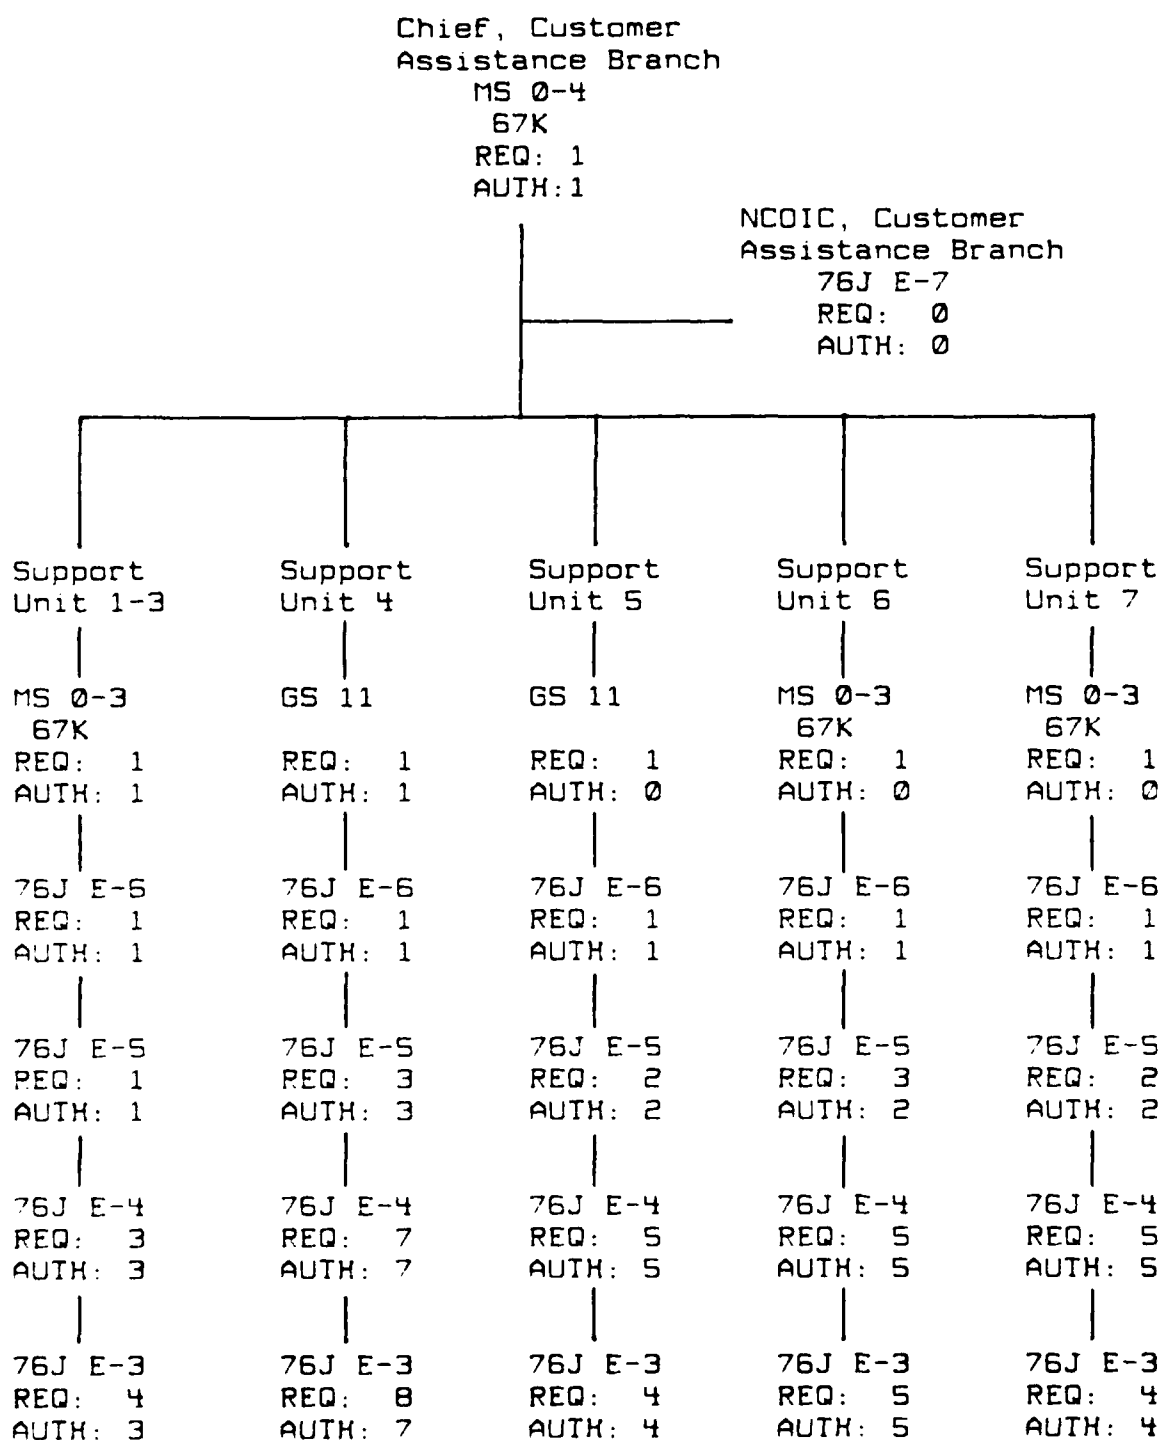 Chief, Customer
Assistance Branch
MS 0-4
67K
REQ: 1
AUTH:1
NCOIC, Customer
Assistance Branch
76J E-7
REQ: 0
AUTH: 0
Support Support Support Support Support
Unit 1-3 Unit 4 Unit 5 Unit 6 Unit 7
MS 0-3 GS 11 GS 11 MS 0-3 MS 0-3
67K 67K 67K
REQ: 1 REQ: 1 REQ: 1 REQ: 1 REQ: 1
AUTH: 1 AUTH: 1 AUTH: 0 AUTH: 0 AUTH: 0
76J E-6 76J E-6 76J E-6 76J E-6 76J E-6
REQ: 1 REQ: 1 REQ: 1 REQ: 1 REQ: 1
AUTH: 1 AUTH: 1 AUTH: 1 AUTH: 1 AUTH: 1
76J E-5 76J E-5 76J E-5 76J E-5 76J E-5
REQ: 1 REQ: 3 REQ: 2 REQ: 3 REQ: 2
AUTH: 1 AUTH: 3 AUTH: 2 AUTH: 2 AUTH: 2
76J E-4 76J E-4 76J E-4 76J E-4 76J E-4
REQ: 3 REQ: 7 REQ: 5 REQ: 5 REQ: 5
AUTH: 3 AUTH: 7 AUTH: 5 AUTH: 5 AUTH: 5
76J E-3 76J E-3 76J E-3 76J E-3 76J E-3
REQ: 4 REQ: 8 REQ: 4 REQ: 5 REQ: 4
AUTH: 3 AUTH: 7 AUTH: 4 AUTH: 5 AUTH: 4